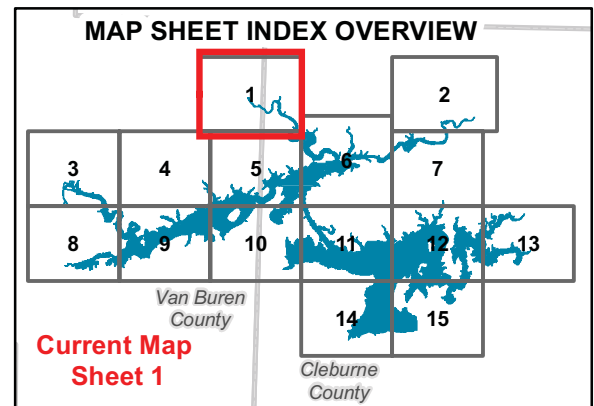 MAP SHEET INDEX OVERVIEW
1
2
3
4
5
6
7
8
9
10
11
12
13
Van Buren
County
14
15
Current Map
Sheet 1
Cleburne
County